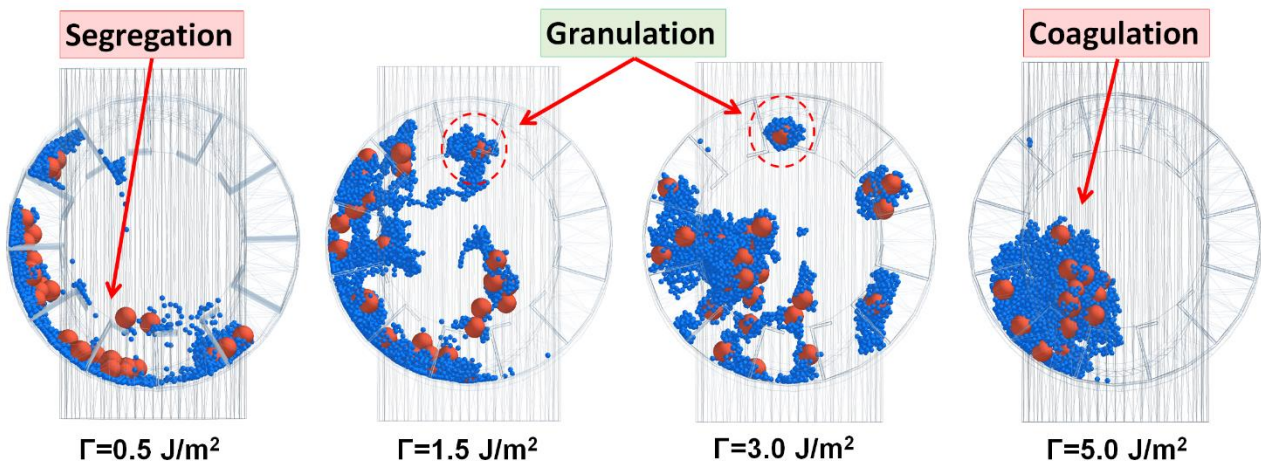 Segregation
Granulation
Coagulation
Γ=0.5 J/m²
Γ=1.5 J/m²
Γ=3.0 J/m²
Γ=5.0 J/m²